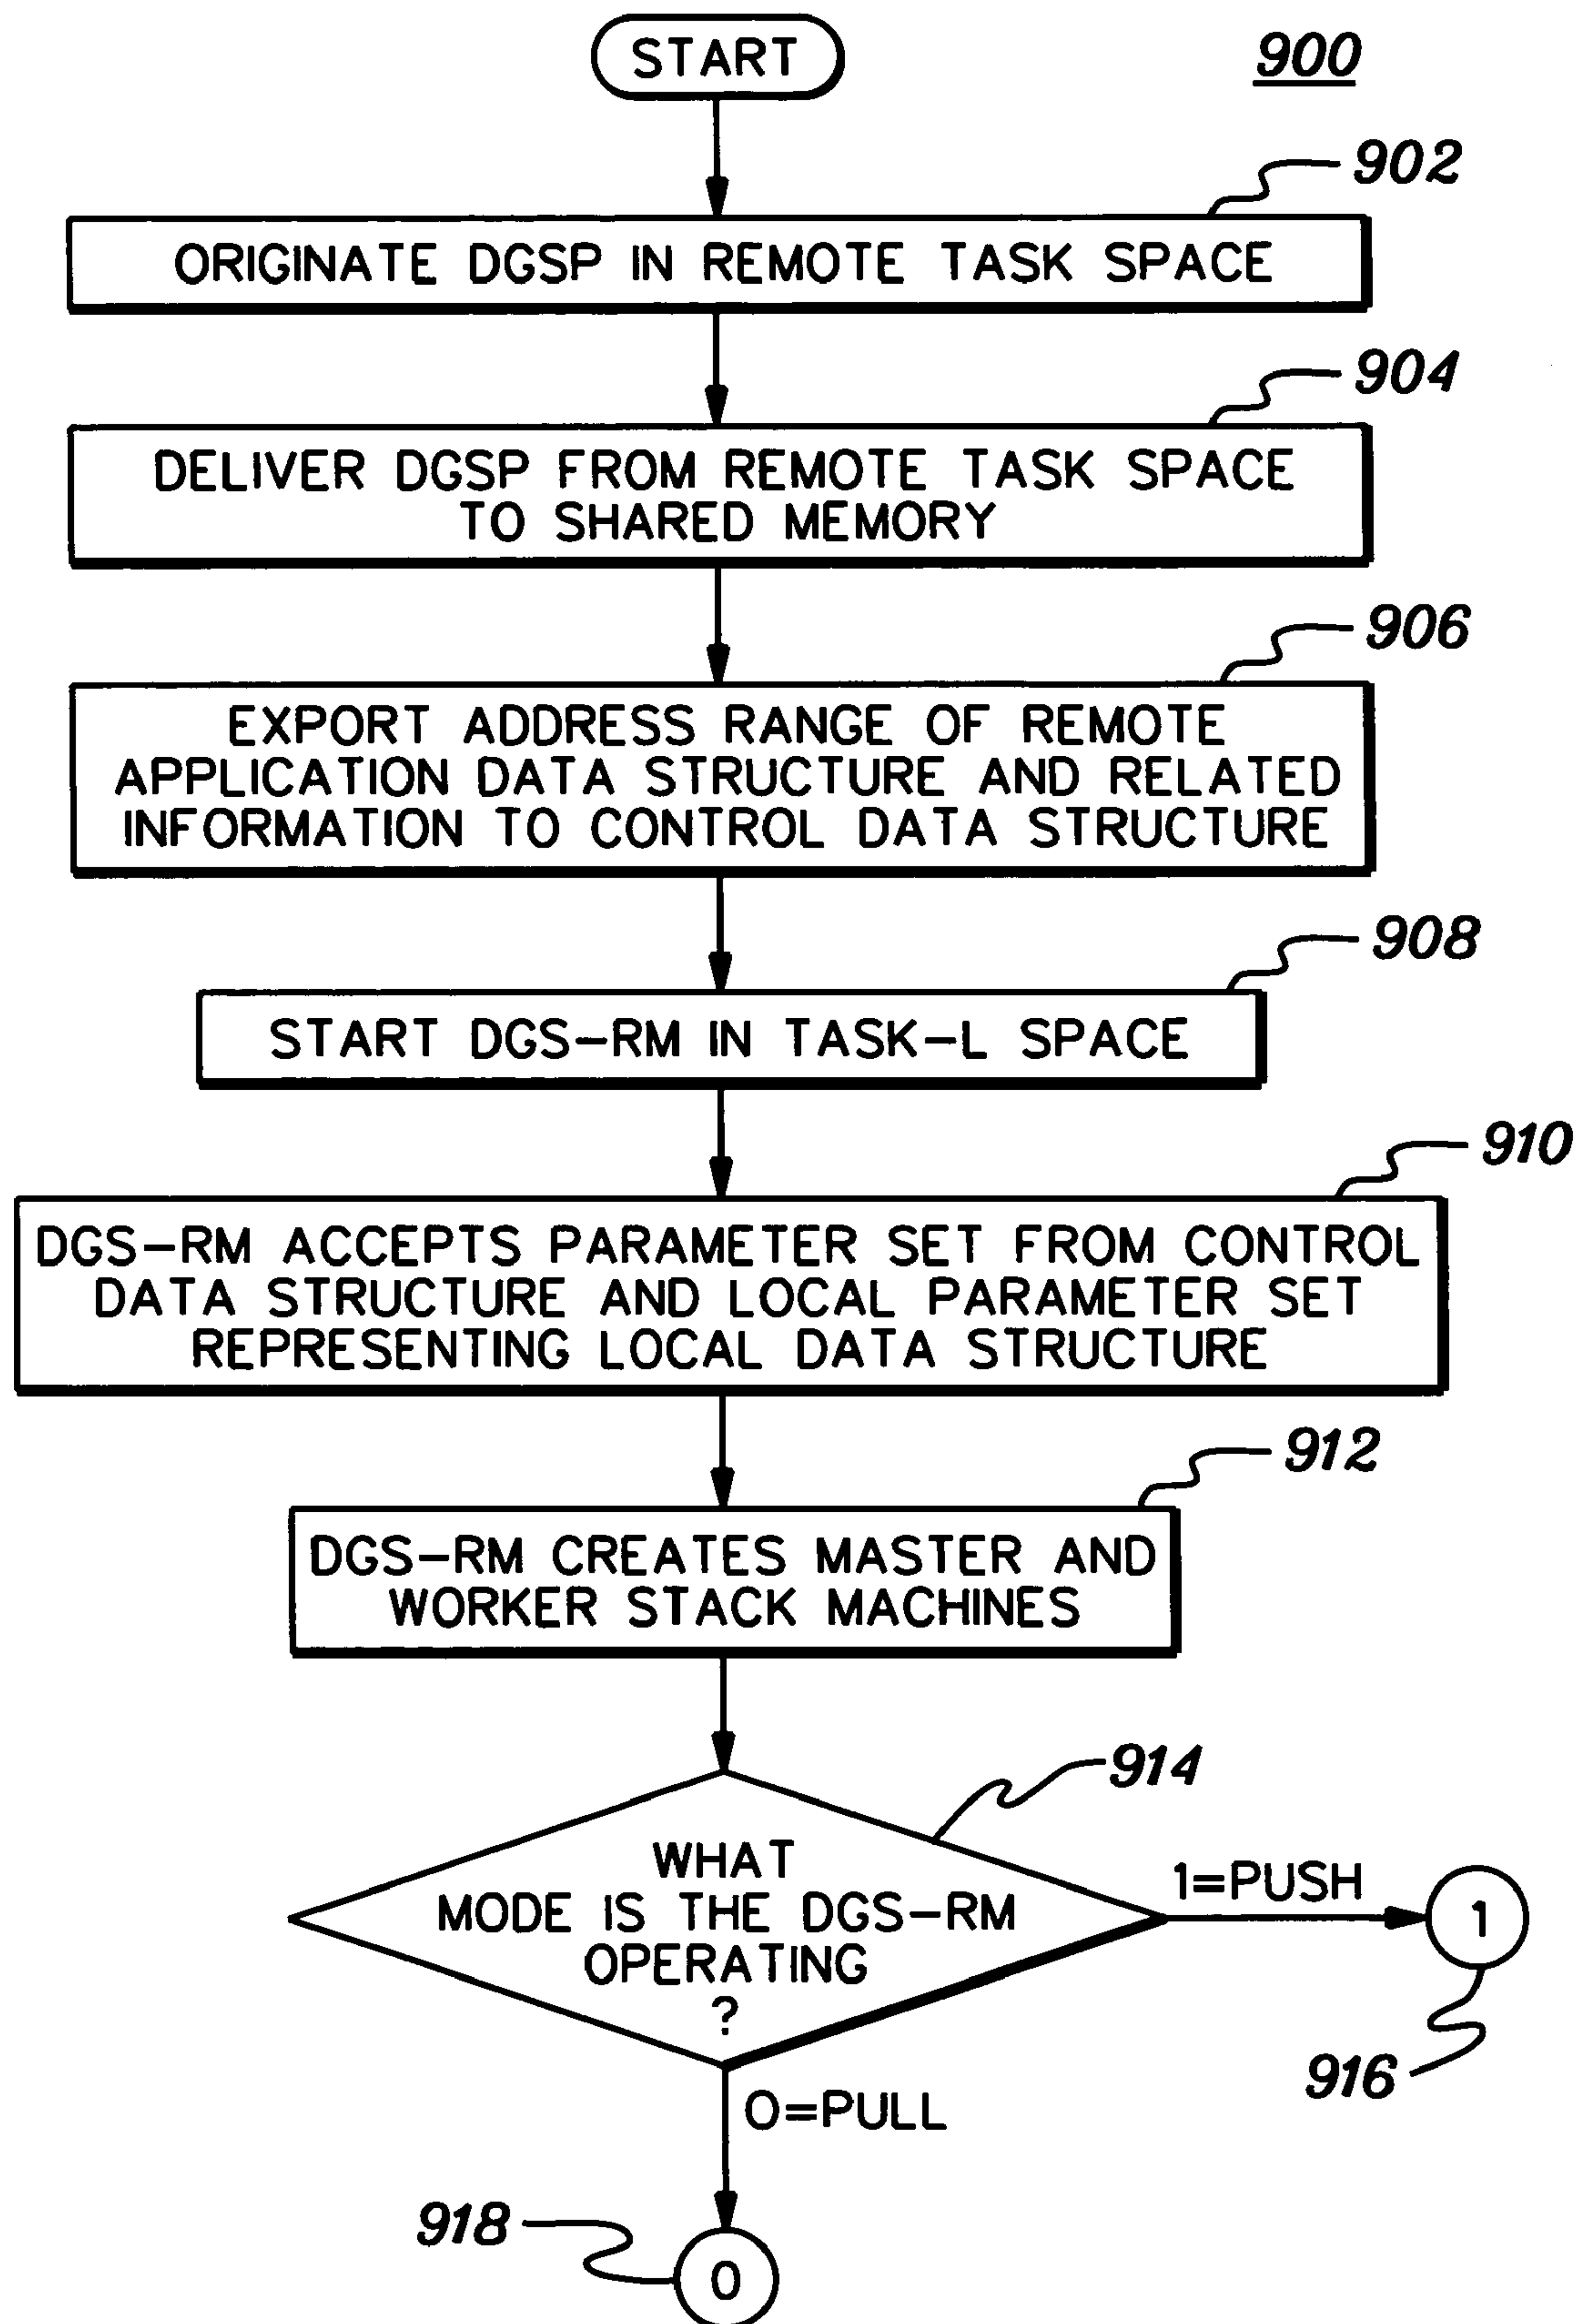 START
900
902
ORIGINATE DGSP IN REMOTE TASK SPACE
904
DELIVER DGSP FROM REMOTE TASK SPACE
TO SHARED MEMORY
906
EXPORT ADDRESS RANGE OF REMOTE
APPLICATION DATA STRUCTURE AND RELATED
INFORMATION TO CONTROL DATA STRUCTURE
908
START DGS-RM IN TASK-L SPACE
910
DGS-RM ACCEPTS PARAMETER SET FROM CONTROL
DATA STRUCTURE AND LOCAL PARAMETER SET
REPRESENTING LOCAL DATA STRUCTURE
912
DGS-RM CREATES MASTER AND
WORKER STACK MACHINES
914
WHAT
MODE IS THE DGS-RM
OPERATING
?
1=PUSH
1
916
0=PULL
918
0